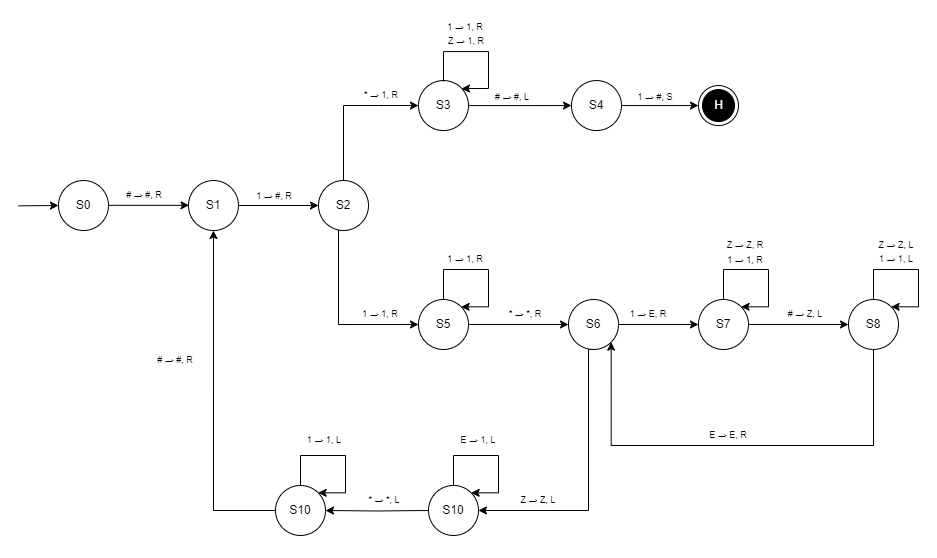 1 → 1, R
Z → 1, R
* → 1, R
S3
# → #, L
S4
1 → #, S
H
S0
# → #, R
S1
1 → #, R
S2
Z → Z, R
1 → 1, R
Z → Z, L
1 → 1, L
1 → 1, R
1 → 1, R
S5
* → *, R
S6
1 → E, R
S7
# → Z, L
S8
# → #, R
E → E, R
1 → 1, L
E → 1, L
S10
* → *, L
S10
Z → Z, L